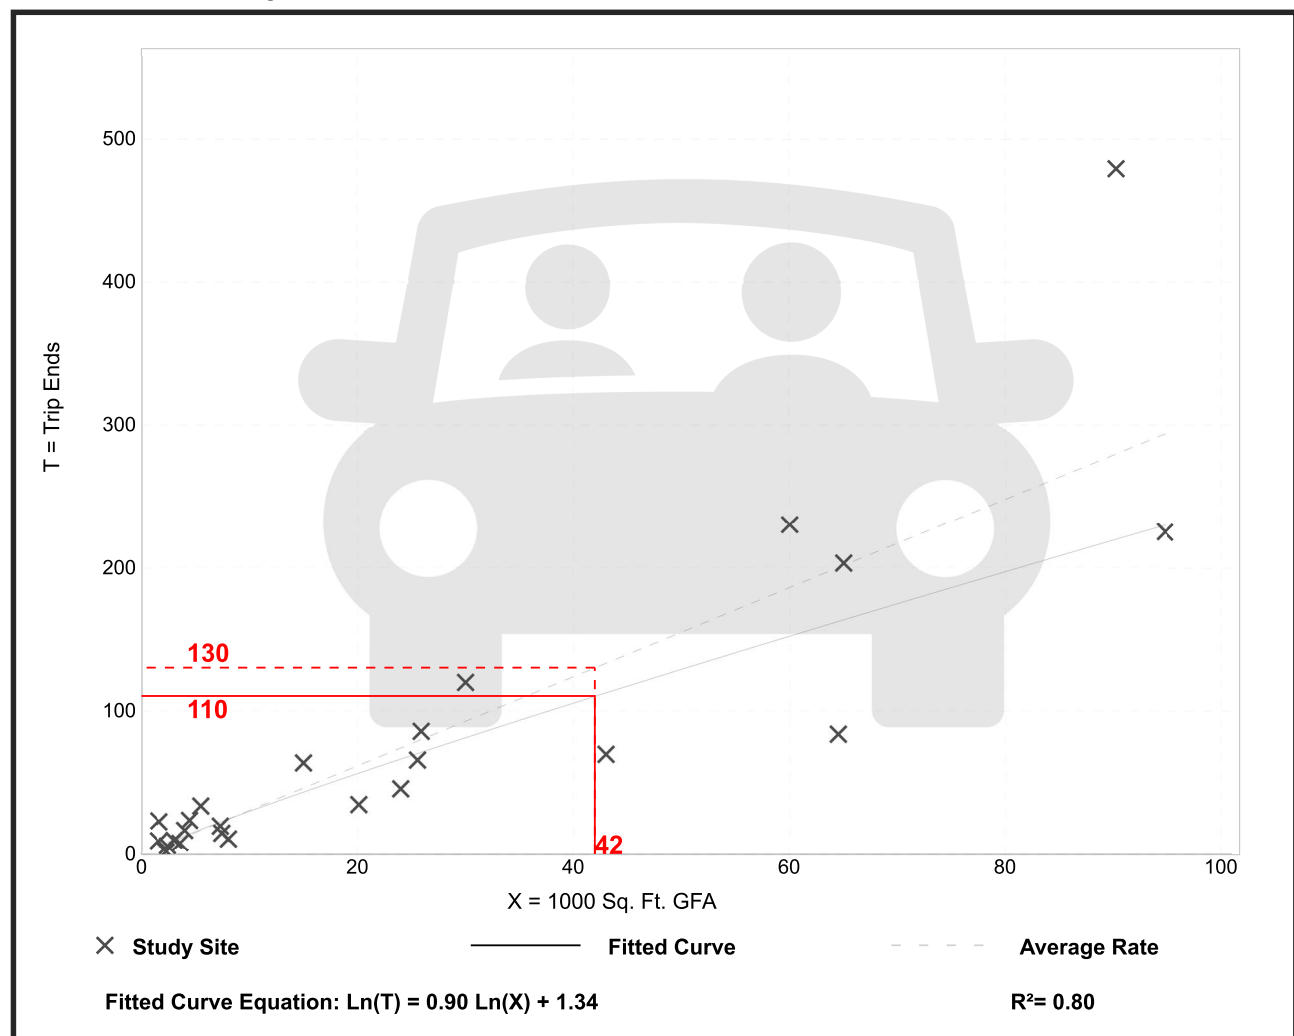 500
400
300
200
100
0
T = Trip Ends
130
110
42
0 20 40 60 80 100
X = 1000 Sq. Ft. GFA
Study Site Fitted Curve Average Rate
Fitted Curve Equation: Ln(T) = 0.90 Ln(X) + 1.34 R²= 0.80